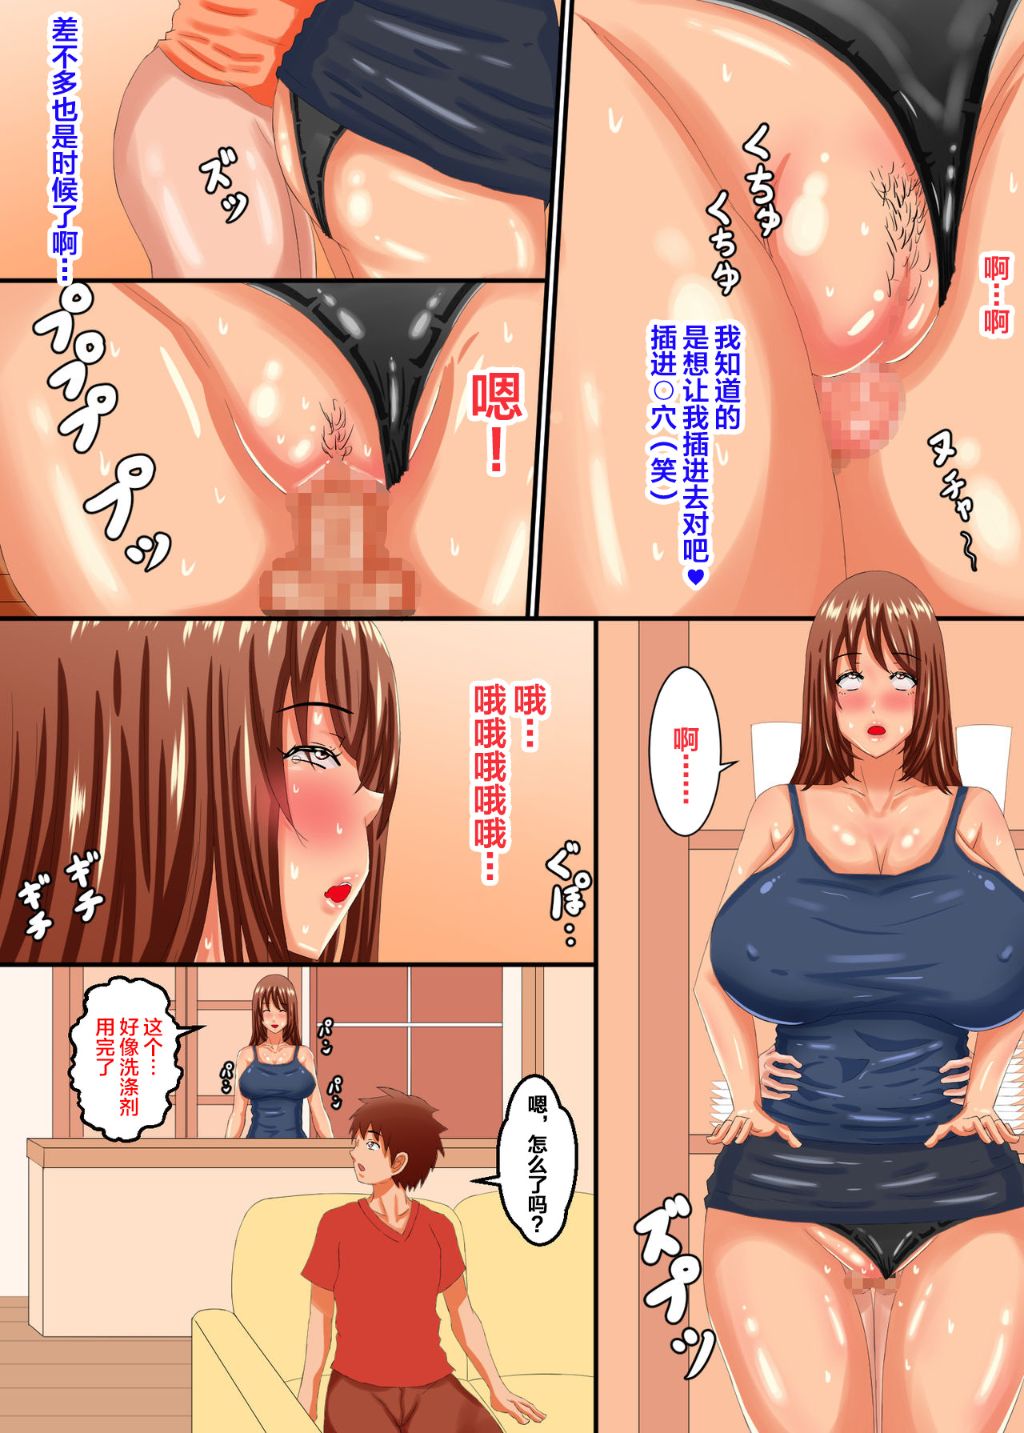 啊…啊
くちゅ
くちゅ
我知道的
是想让我插进去对吧♥
插进○穴（笑）
ヌチャ～
差不多也是时候了啊…
ズッ
嗯！
プププッ
啊……
ズプッ
哦…
哦哦哦哦哦…
ぐぽ‥
ギチ
ギチ
这个…
好像洗涤剂
用完了
パン
パン
パン
嗯，怎么了吗？